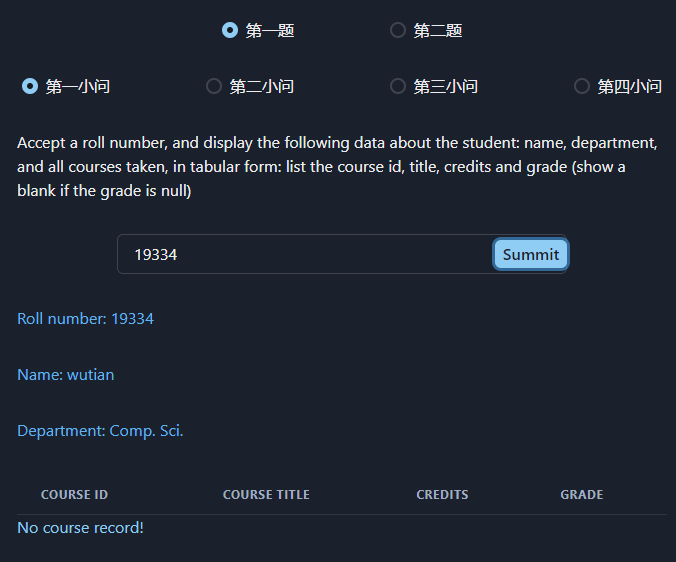 第一题 第二题
第一小问 第二小问 第三小问 第四小问
Accept a roll number, and display the following data about the student: name, department,
and all courses taken, in tabular form: list the course id, title, credits and grade (show a
blank if the grade is null)
19334 Summit
Roll number: 19334
Name: wutian
Department: Comp. Sci.
COURSE ID COURSE TITLE CREDITS GRADE
No course record!